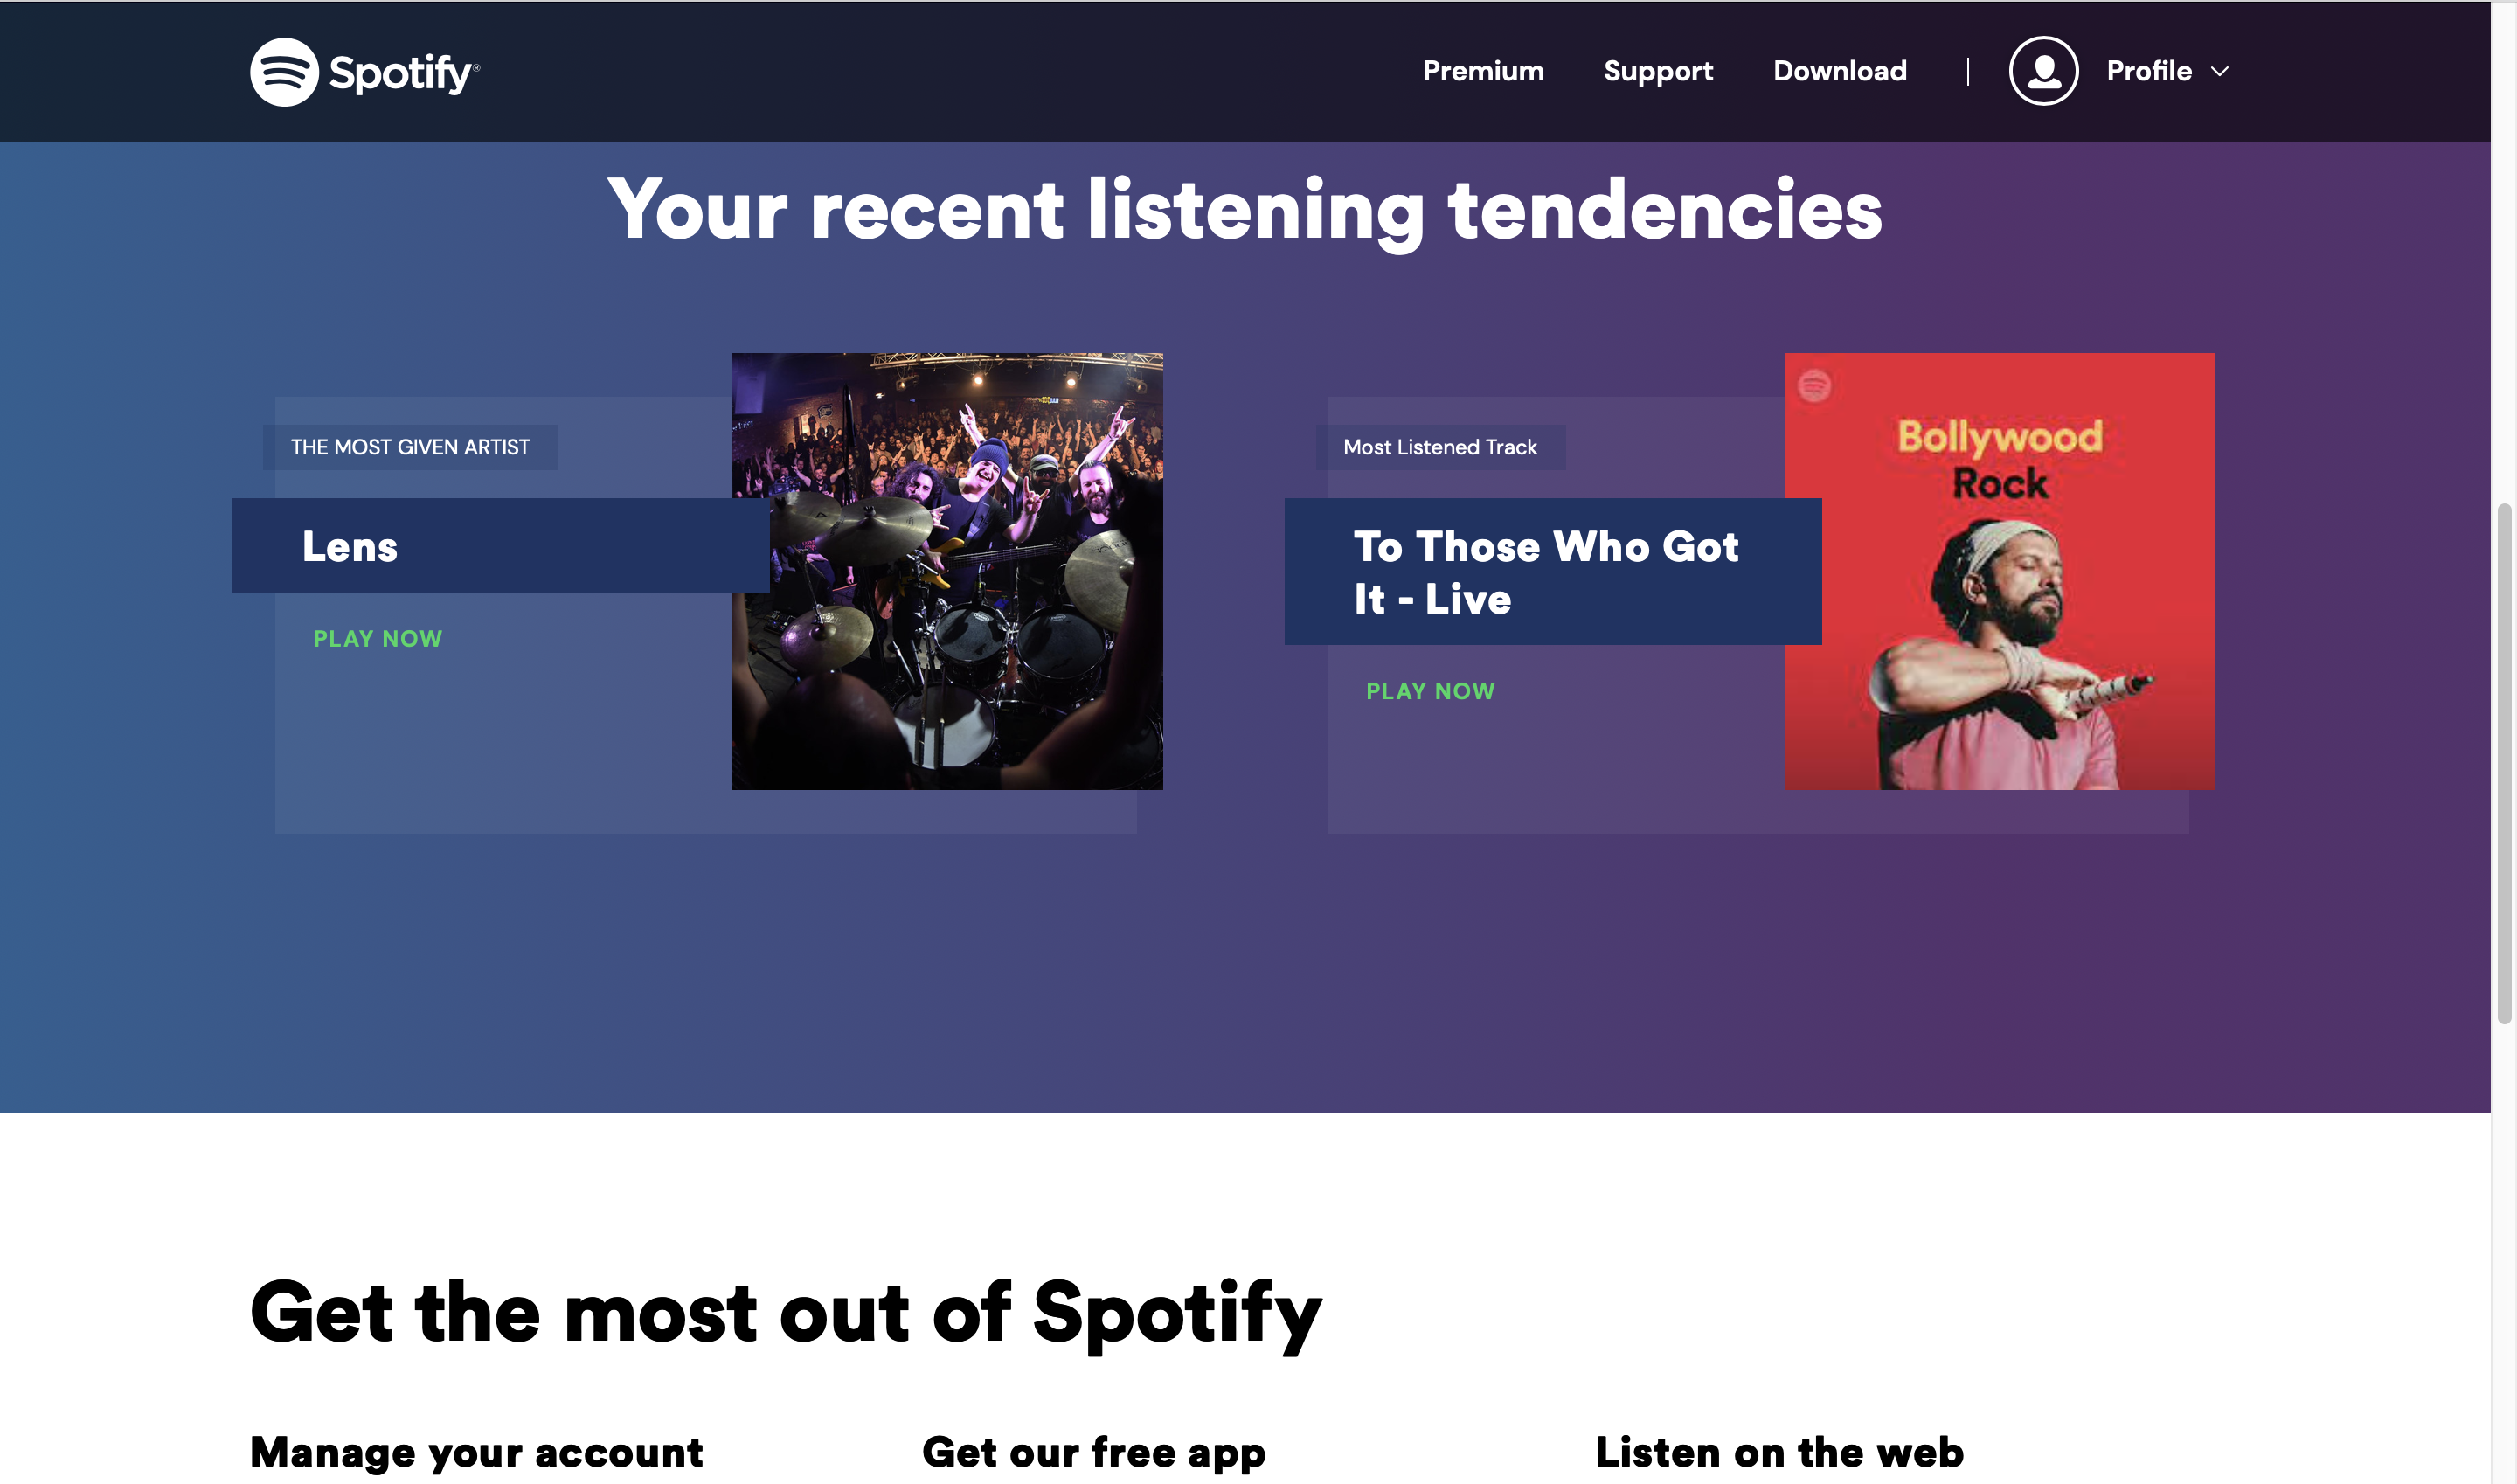 Spotify®
Premium
Support
Download
Profile
Your recent listening tendencies
THE MOST GIVEN ARTIST
Lens
PLAY NOW
Most Listened Track
To Those Who Got
It - Live
PLAY NOW
Bollywood
Rock
Get the most out of Spotify
Manage your account
Get our free app
Listen on the web